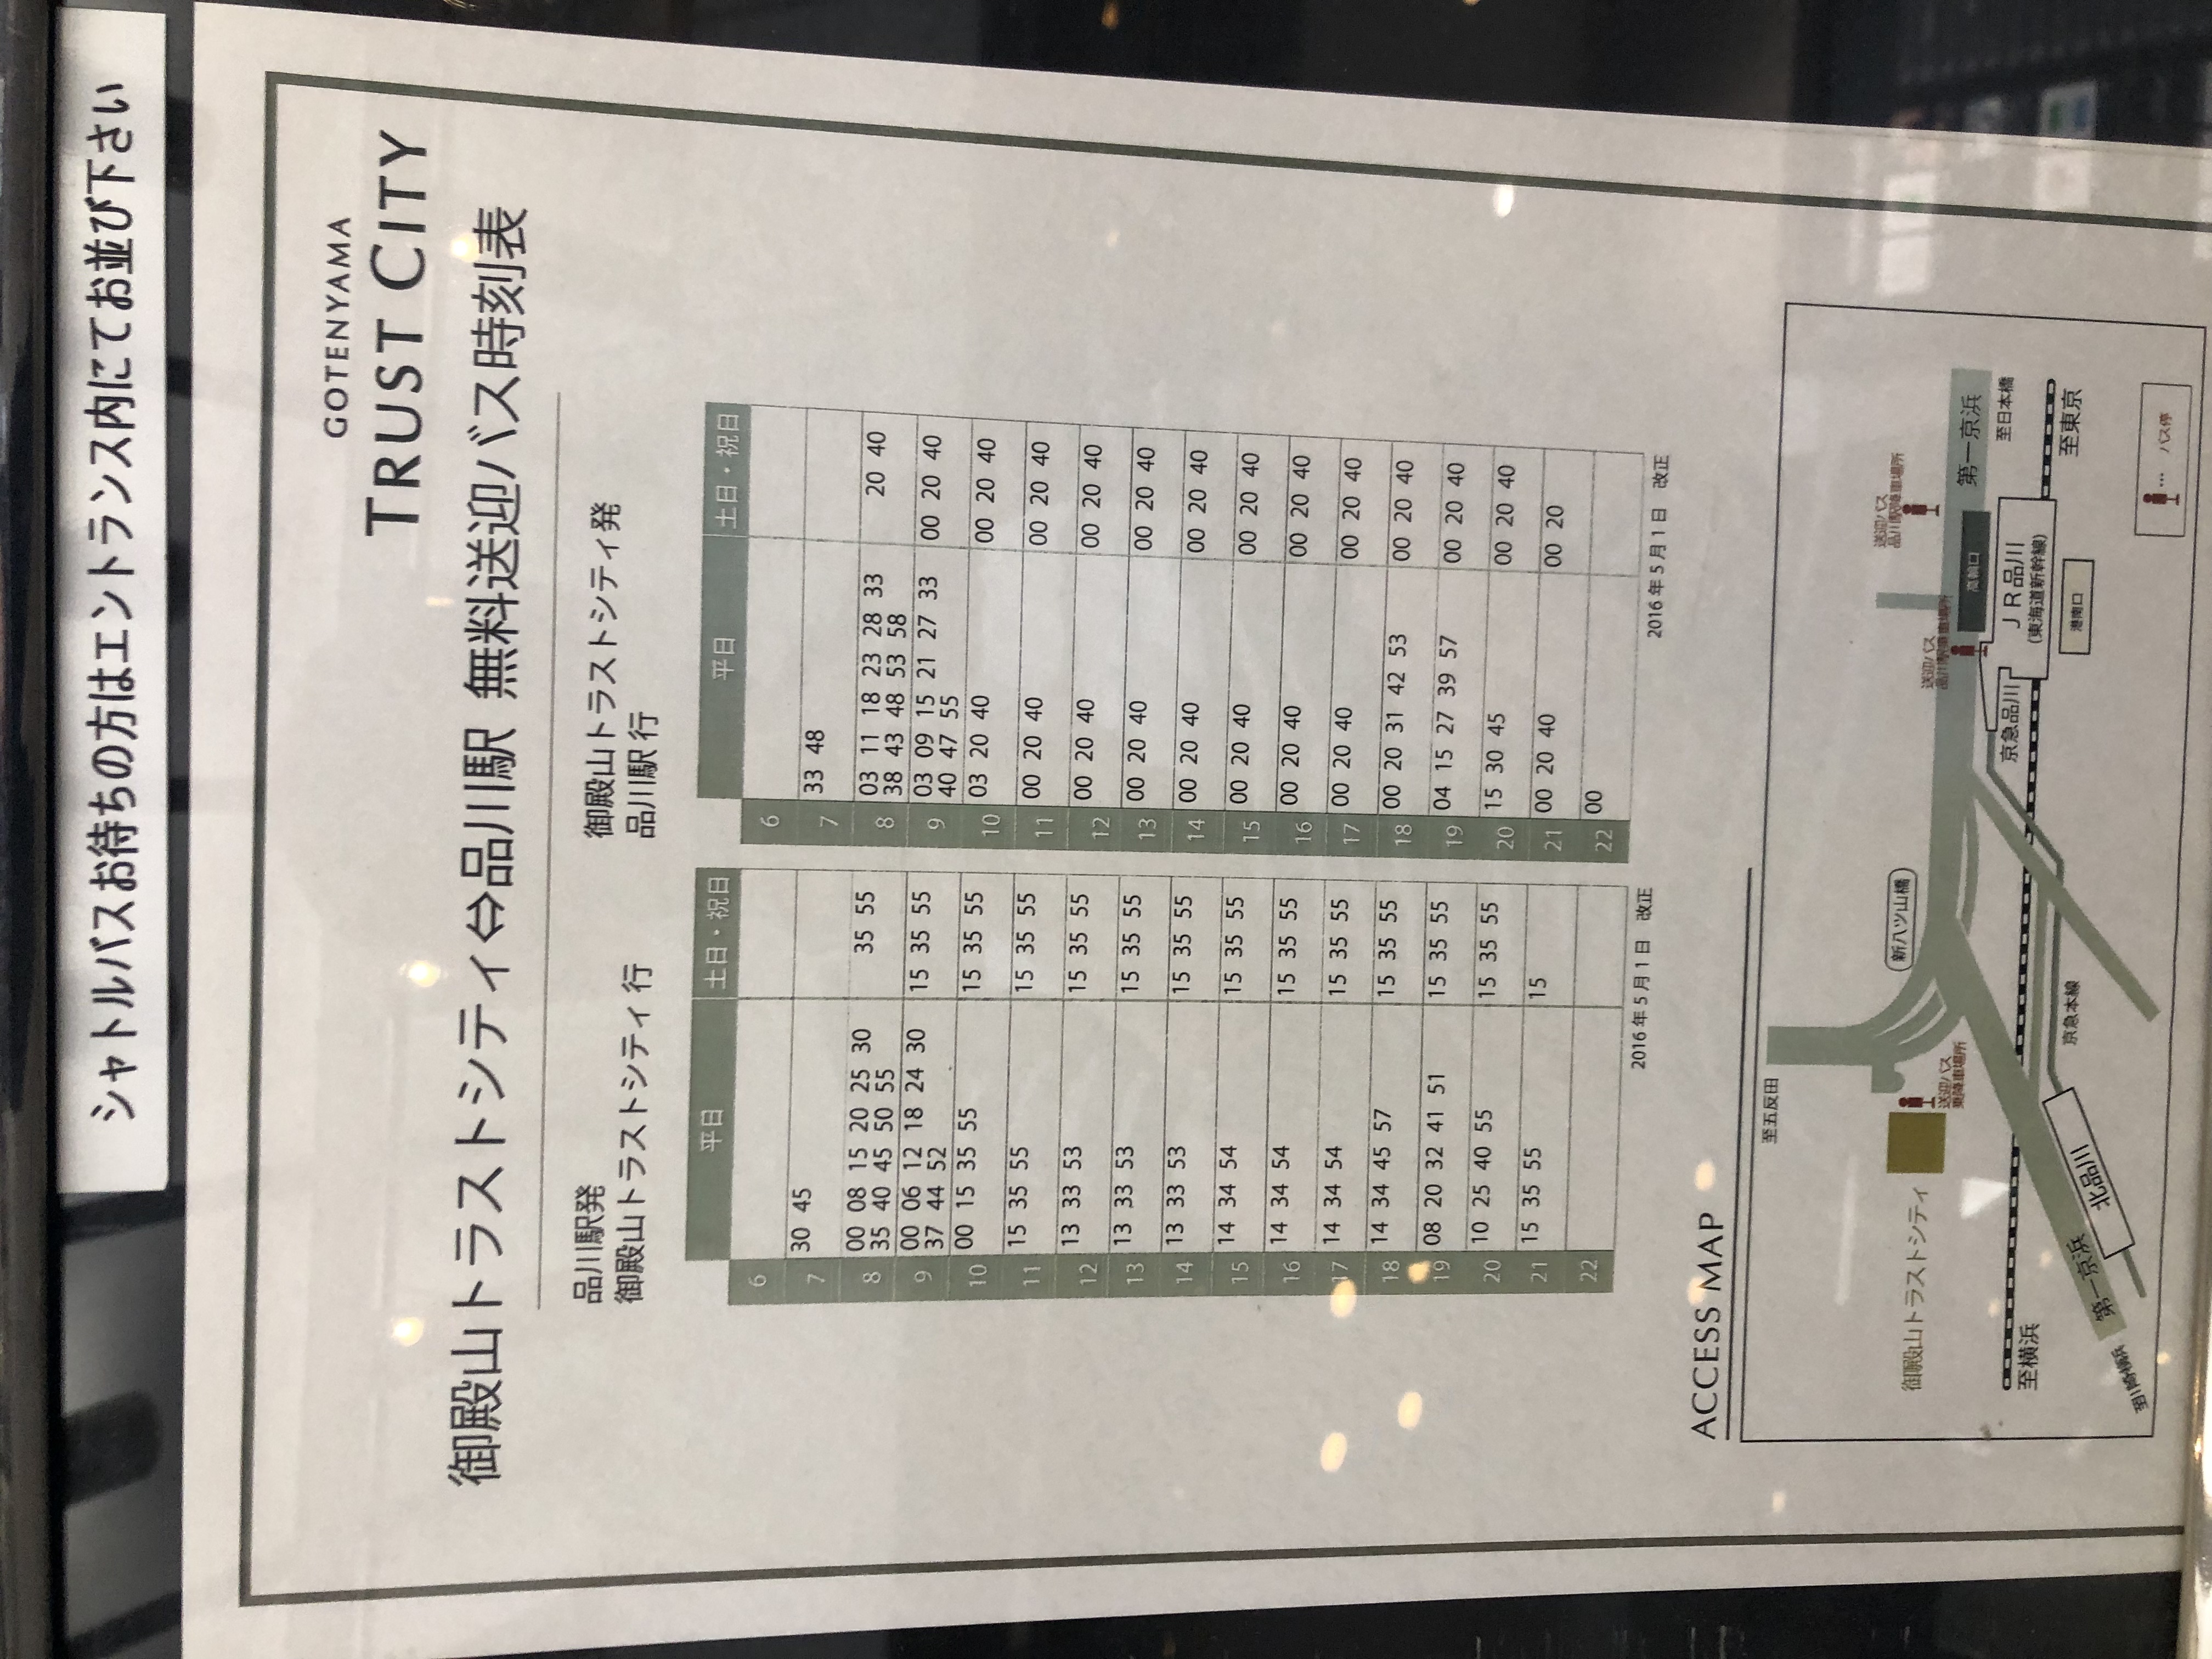 シャトルバスお待ちの方はエントランス内にてお並び下さい
GOTENYAMA
TRUST CITY
御殿山トラストシティ⇔品川駅 無料送迎バス時刻表
品川駅発
御殿山トラストシティ行
平日 土日・祝日
6
7 30 45
8 00 08 15 20 25 30 35 55
35 40 45 50 55
9 00 06 12 18 24 30 15 35 55
37 44 52
10 00 15 35 55 15 35 55
11 15 35 55 15 35 55
12 13 33 53 15 35 55
13 13 33 53 15 35 55
14 13 33 53 15 35 55
15 14 34 54 15 35 55
16 14 34 54 15 35 55
17 14 34 54 15 35 55
18 14 34 45 57 15 35 55
19 08 20 32 41 51 15 35 55
20 10 25 40 55 15 35 55
21 15 35 55 15
22
2016年5月1日 改正
御殿山トラストシティ発
品川駅行
平日 土日・祝日
6
7 33 48
8 03 11 18 23 28 33 20 40
38 43 48 53 58
9 03 09 15 21 27 33 00 20 40
40 47 55
10 03 20 40 00 20 40
11 00 20 40 00 20 40
12 00 20 40 00 20 40
13 00 20 40 00 20 40
14 00 20 40 00 20 40
15 00 20 40 00 20 40
16 00 20 40 00 20 40
17 00 20 40 00 20 40
18 00 20 31 42 53 00 20 40
19 04 15 27 39 57 00 20 40
20 15 30 45 00 20 40
21 00 20 40 00 20
22 00
2016年5月1日 改正
ACCESS MAP
至五反田
新八ツ山橋
送迎バス
送迎バス
御殿山トラストシティ
送迎バス
乗降車場所
高輪口
第一京浜
至日本橋
京急品川
JR品川
(東海道新幹線)
至東京
港南口
至横浜
京急本線
北品川
第一京浜
… バス停